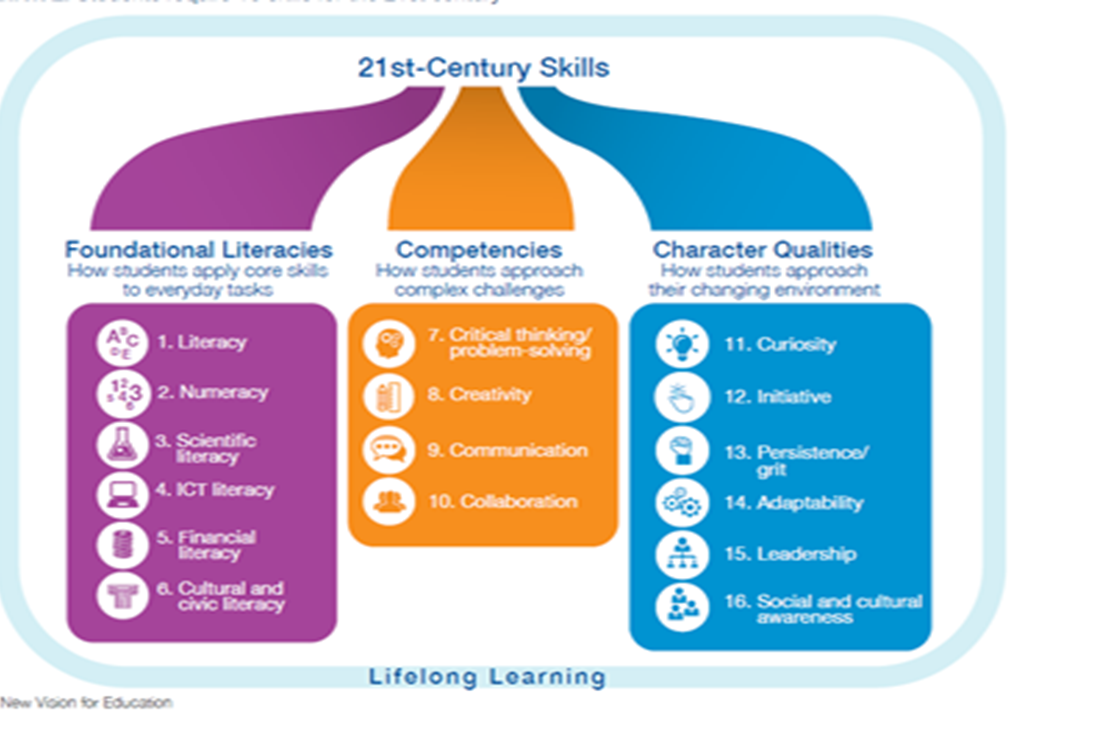 21st-Century Skills
Foundational Literacies
How students apply core skills
to everyday tasks
1. Literacy
2. Numeracy
3. Scientific
literacy
4. ICT literacy
5. Financial
literacy
6. Cultural and
civic literacy
Competencies
How students approach
complex challenges
7. Critical thinking/
problem-solving
8. Creativity
9. Communication
10. Collaboration
Character Qualities
How students approach
their changing environment
11. Curiosity
12. Initiative
13. Persistence/
grit
14. Adaptability
15. Leadership
16. Social and cultural
awareness
Lifelong Learning
New Vision for Education